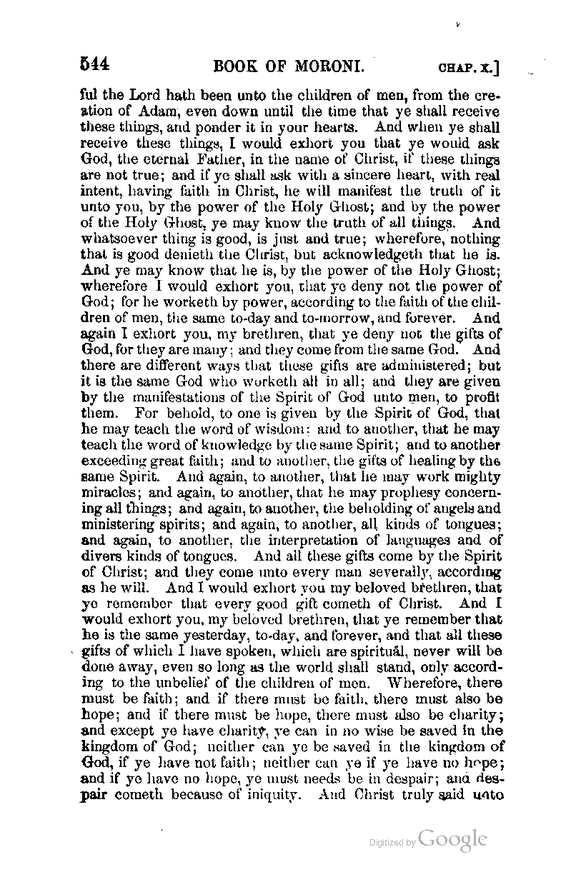 544 BOOK OF MORONI. CHAP. X.]
ful the Lord hath been unto the children of men, from the cre-
ation of Adam, even down until the time that ye shall receive
these things, and ponder it in your hearts. And when ye shall
receive these things, I would exhort you that ye would ask
God, the eternal Father, in the name of Christ, if these things
are not true; and if ye shall ask with a sincere heart, with real
intent, having faith in Christ, he will manifest the truth of it
unto you, by the power of the Holy Ghost; and by the power
of the Holy Ghost, ye may know the truth of all things. And
whatsoever thing is good, is just and true; wherefore, nothing
that is good denieth the Christ, but acknowledgeth that he is.
And ye may know that he is, by the power of the Holy Ghost;
wherefore I would exhort you, that ye deny not the power of
God; for he worketh by power, according to the faith of the chil-
dren of men, the same to-day and to-morrow, and forever. And
again I exhort you, my brethren, that ye deny not the gifts of
God, for they are many; and they come from the same God. And
there are different ways that these gifts are administered; but
it is the same God who worketh all in all; and they are given
by the manifestations of the Spirit of God unto men, to profit
them. For behold, to one is given by the Spirit of God, that
he may teach the word of wisdom: and to another, that he may
teach the word of knowledge by the same Spirit; and to another
exceeding great faith; and to another, the gifts of healing by the
same Spirit. And again, to another, that he may work mighty
miracles; and again, to another, that he may prophesy concern-
ing all things; and again, to another, the beholding of angels and
ministering spirits; and again, to another, all kinds of tongues;
and again, to another, the interpretation of languages and of
divers kinds of tongues. And all these gifts come by the Spirit
of Christ; and they come unto every man severally, according
as he will. And I would exhort you my beloved brethren, that
ye remember that every good gift cometh of Christ. And I
would exhort you, my beloved brethren, that ye remember that
he is the same yesterday, to-day, and forever, and that all these
gifts of which I have spoken, which are spiritual, never will be
done away, even so long as the world shall stand, only accord-
ing to the unbelief of the children of men. Wherefore, there
must be faith; and if there must be faith, there must also be
hope; and if there must be hope, there must also be charity;
and except ye have charity, ye can in no wise be saved in the
kingdom of God; neither can ye be saved in the kingdom of
God, if ye have not faith; neither can ye if ye have no hope;
and if ye have no hope, ye must needs be in despair; and des-
pair cometh because of iniquity. And Christ truly said unto
Digitized by Google